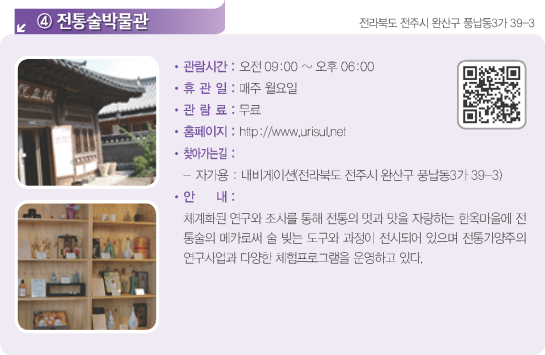 ④ 전통술박물관
전라북도 전주시 완산구 풍남동3가 39-3
• 관람시간 : 오전 09:00 ~ 오후 06:00
• 휴 관 일 : 매주 월요일
• 관 람 료 : 무료
• 홈페이지 : http://www.urisul.net
• 찾아가는길 :
- 자가용 : 내비게이션(전라북도 전주시 완산구 풍남동3가 39-3)
• 안 내 :
체계화된 연구와 조사를 통해 전통의 멋과 맛을 자랑하는 한옥마을에 전
통술의 메카로써 술 빚는 도구와 과정이 전시되어 있으며 전통가양주의
연구사업과 다양한 체험프로그램을 운영하고 있다.